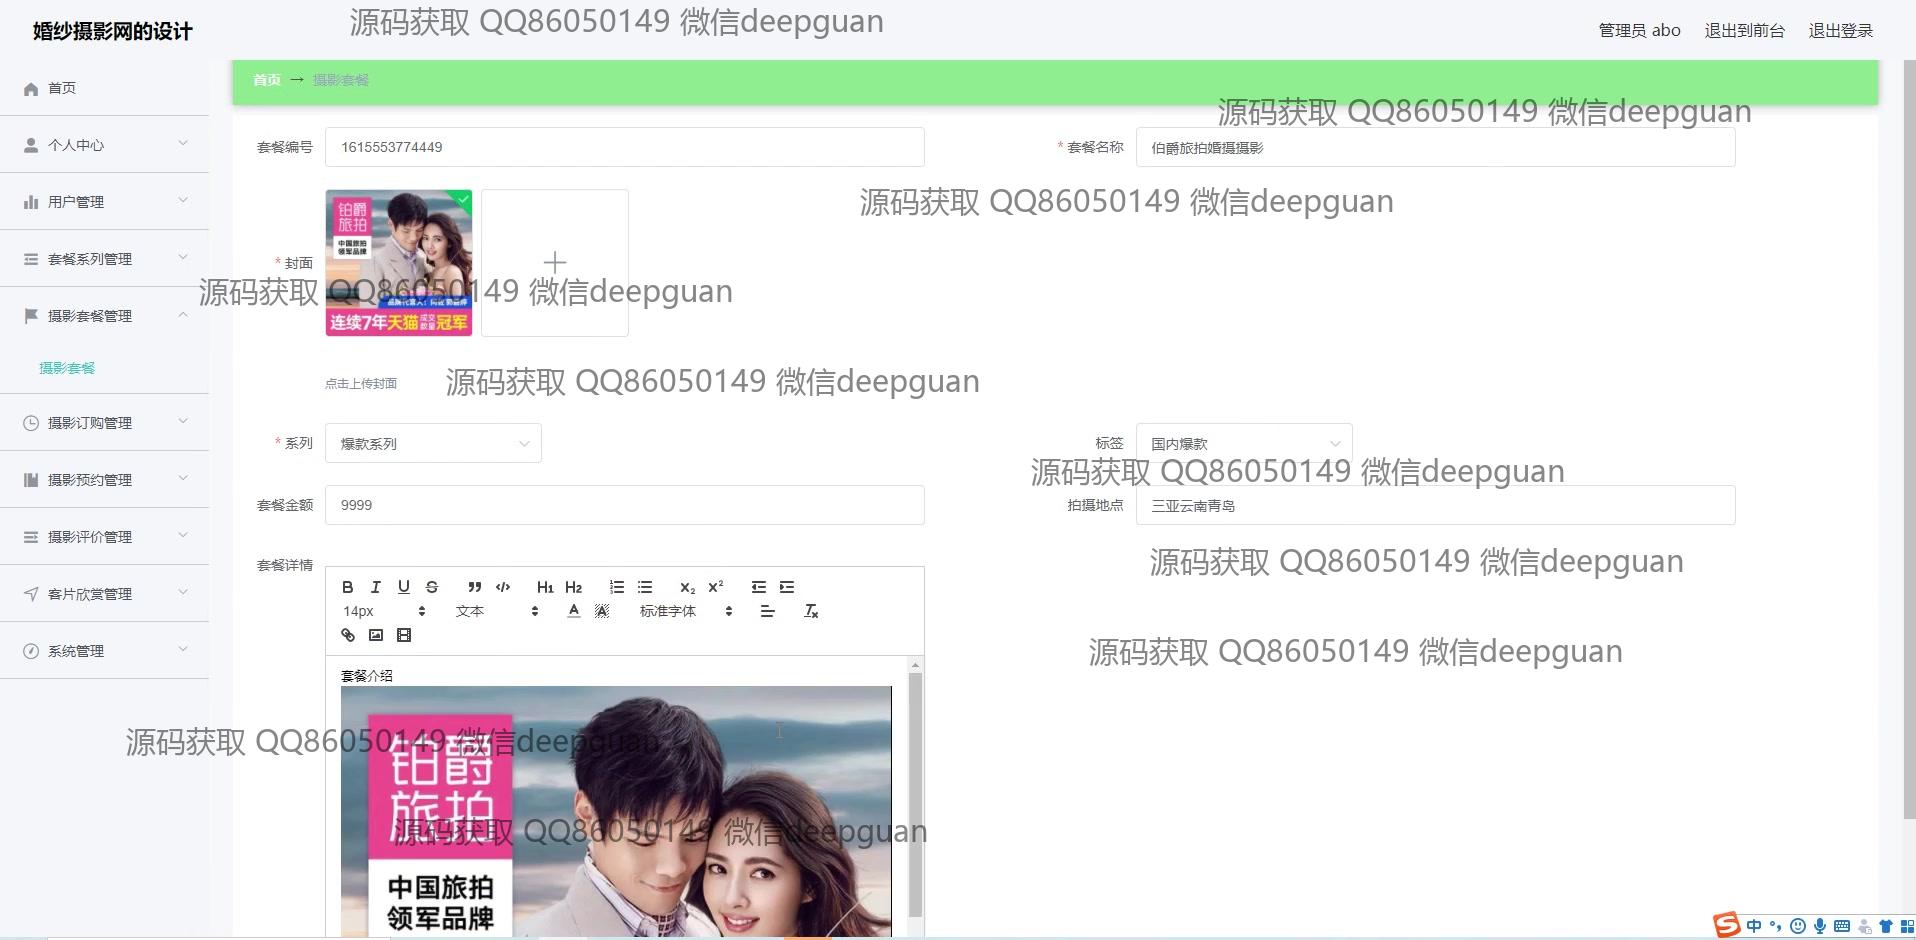 婚纱摄影网的设计
源码获取 QQ86050149 微信deepguan
管理员 abo
退出到前台
退出登录
首页
个人中心
用户管理
套餐系列管理
摄影套餐管理
摄影套餐
摄影订购管理
摄影预约管理
摄影评价管理
客片欣赏管理
系统管理
首页 → 摄影套餐
源码获取 QQ86050149 微信deepguan
套餐编号 1615553774449
* 套餐名称 伯爵旅拍婚摄摄影
源码获取 QQ86050149 微信deepguan
* 封面
铂爵
旅拍
中国旅拍
领军品牌
连续7年天猫成交数量冠军
源码获取 QQ86050149 微信deepguan
点击上传封面
源码获取 QQ86050149 微信deepguan
* 系列 爆款系列
标签 国内爆款
源码获取 QQ86050149 微信deepguan
套餐金额 9999
拍摄地点 三亚云南青岛
源码获取 QQ86050149 微信deepguan
套餐详情
B I U S H1 H2 X2 X2
14px 文本 A A 标准字体 Tx
源码获取 QQ86050149 微信deepguan
套餐介绍
源码获取 QQ86050149 微信deepguan
铂爵
旅拍
源码获取 QQ86050149 微信deepguan
中国旅拍
领军品牌
S 中